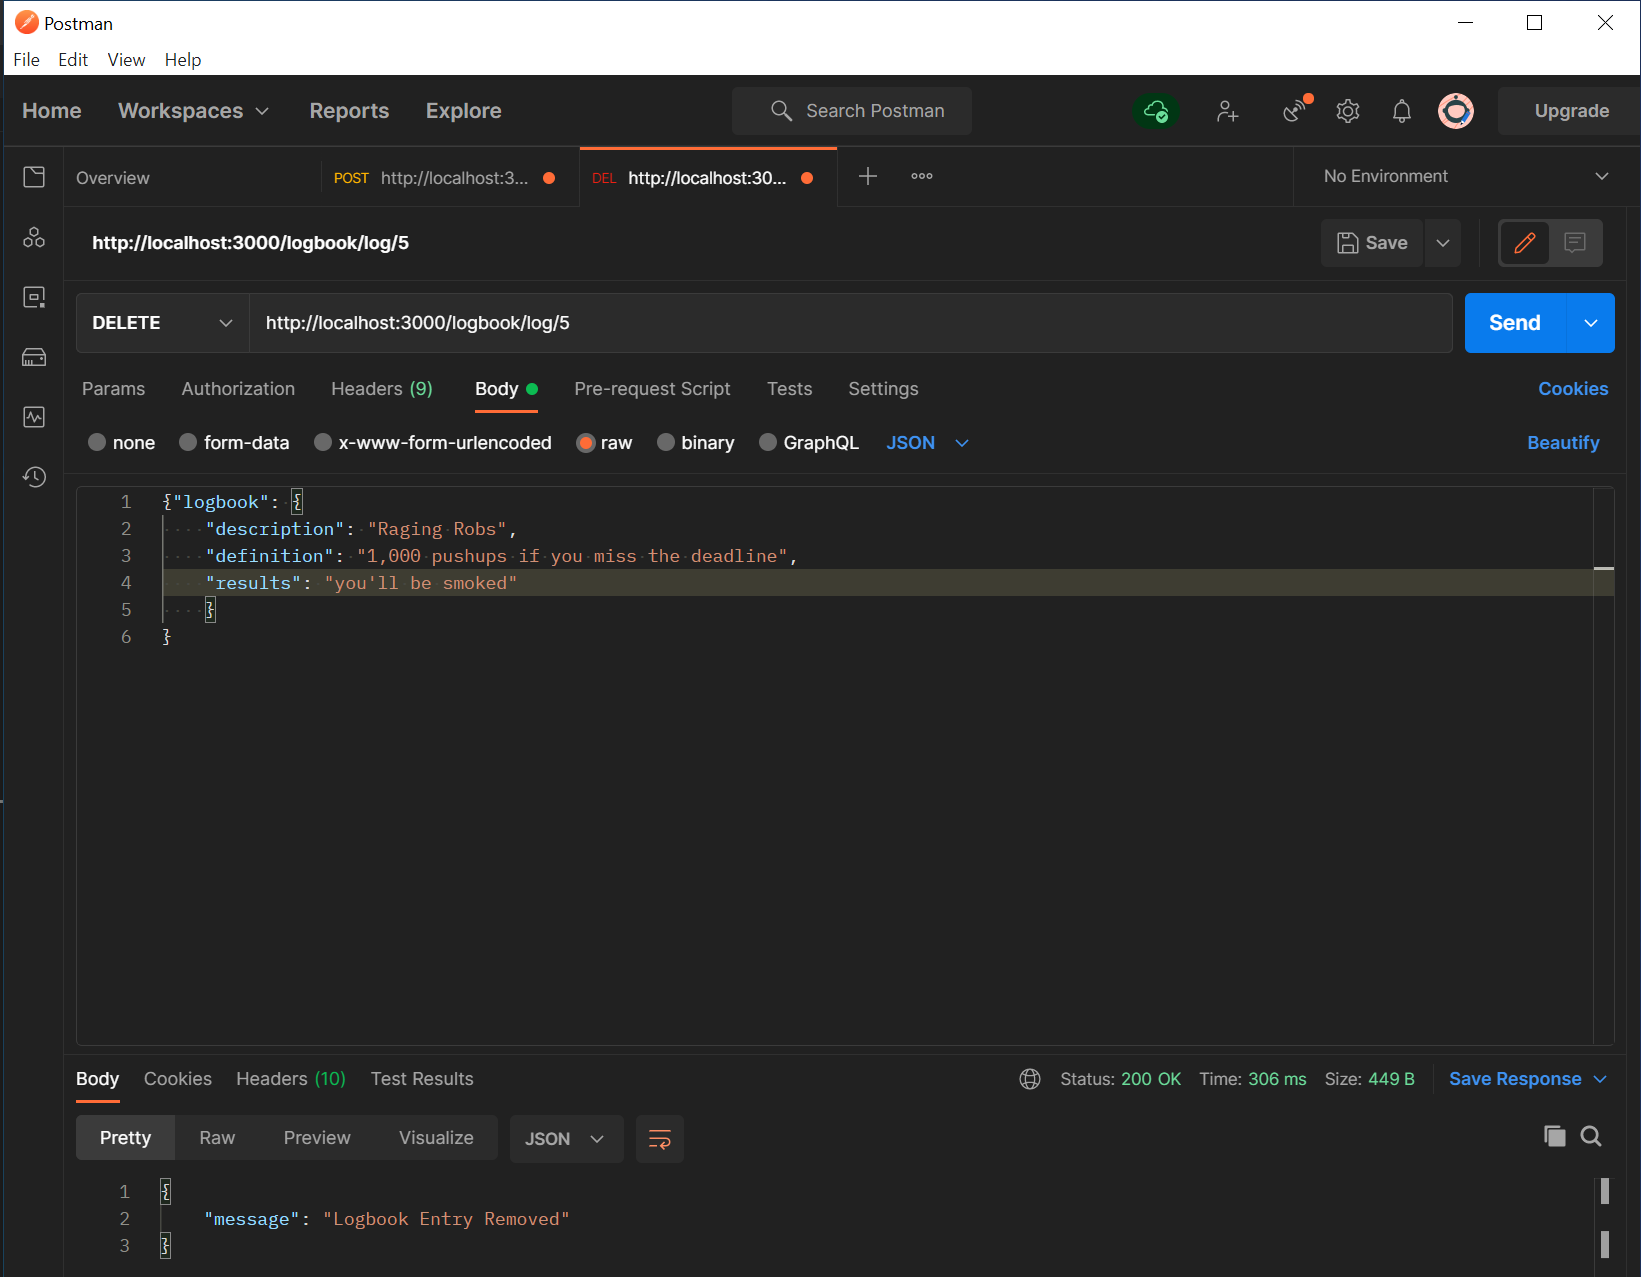 Postman
File Edit View Help
Home Workspaces Reports Explore Search Postman Upgrade
Overview POST http://localhost:3... DEL http://localhost:30... No Environment
http://localhost:3000/logbook/log/5 Save
DELETE http://localhost:3000/logbook/log/5 Send
Params Authorization Headers (9) Body Pre-request Script Tests Settings Cookies
none form-data x-www-form-urlencoded raw binary GraphQL JSON Beautify
1 {"logbook": {
2 "description": "Raging Robs",
3 "definition": "1,000 pushups if you miss the deadline",
4 "results": "you'll be smoked"
5 }
6 }
Body Cookies Headers (10) Test Results Status: 200 OK Time: 306 ms Size: 449 B Save Response
Pretty Raw Preview Visualize JSON
1 {
2 "message": "Logbook Entry Removed"
3 }